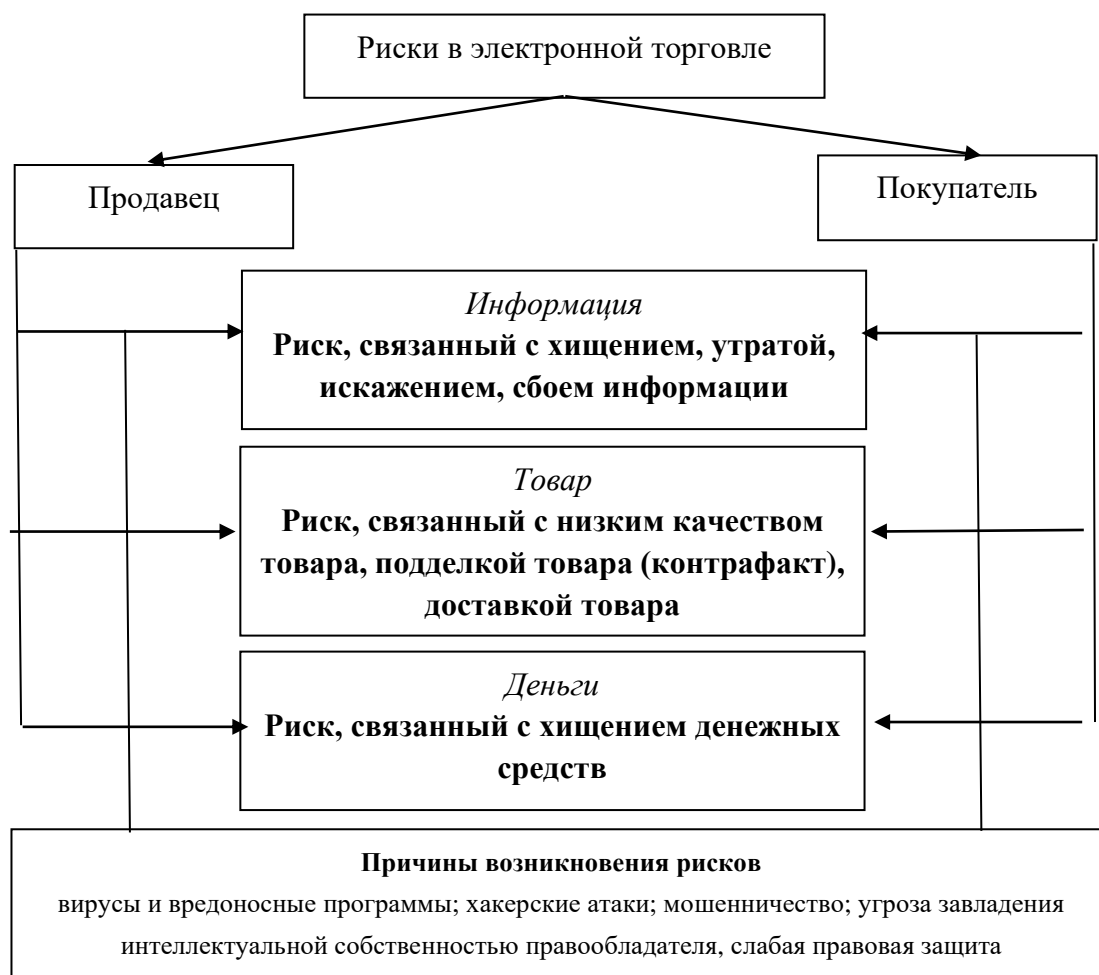 Риски в электронной торговле
Продавец
Покупатель
Информация
Риск, связанный с хищением, утратой,
искажением, сбоем информации
Товар
Риск, связанный с низким качеством
товара, подделкой товара (контрафакт),
доставкой товара
Деньги
Риск, связанный с хищением денежных
средств
Причины возникновения рисков
вирусы и вредоносные программы; хакерские атаки; мошенничество; угроза завладения
интеллектуальной собственностью правообладателя, слабая правовая защита